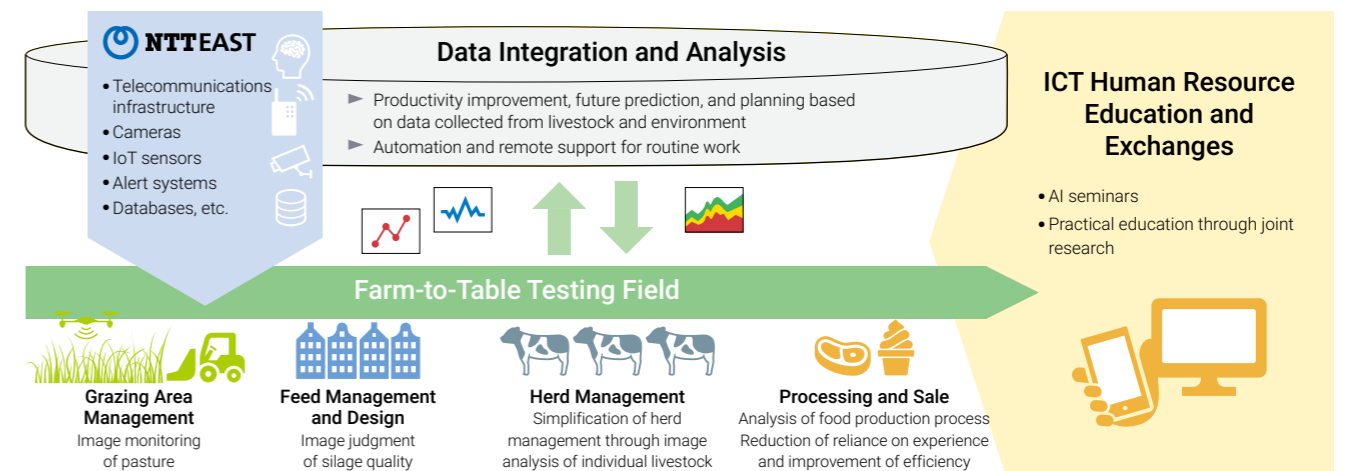 NTT EAST
• Telecommunications
infrastructure
• Cameras
• IoT sensors
• Alert systems
• Databases, etc.
Data Integration and Analysis
► Productivity improvement, future prediction, and planning based
on data collected from livestock and environment
► Automation and remote support for routine work
ICT Human Resource
Education and
Exchanges
• AI seminars
• Practical education through joint
research
Farm-to-Table Testing Field
Grazing Area
Management
Image monitoring
of pasture
Feed Management
and Design
Image judgment
of silage quality
Herd Management
Simplification of herd
management through image
analysis of individual livestock
Processing and Sale
Analysis of food production process
Reduction of reliance on experience
and improvement of efficiency